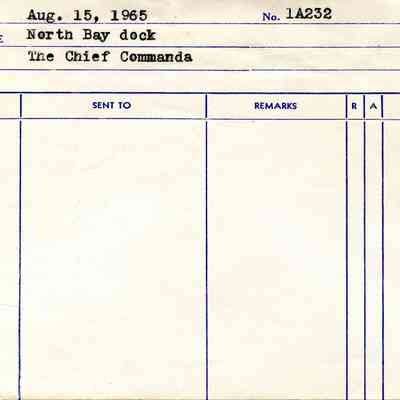 Aug. 15, 1965 No. 1A232
E North Bay dock
The Chief Commanda
SENT TO REMARKS R A